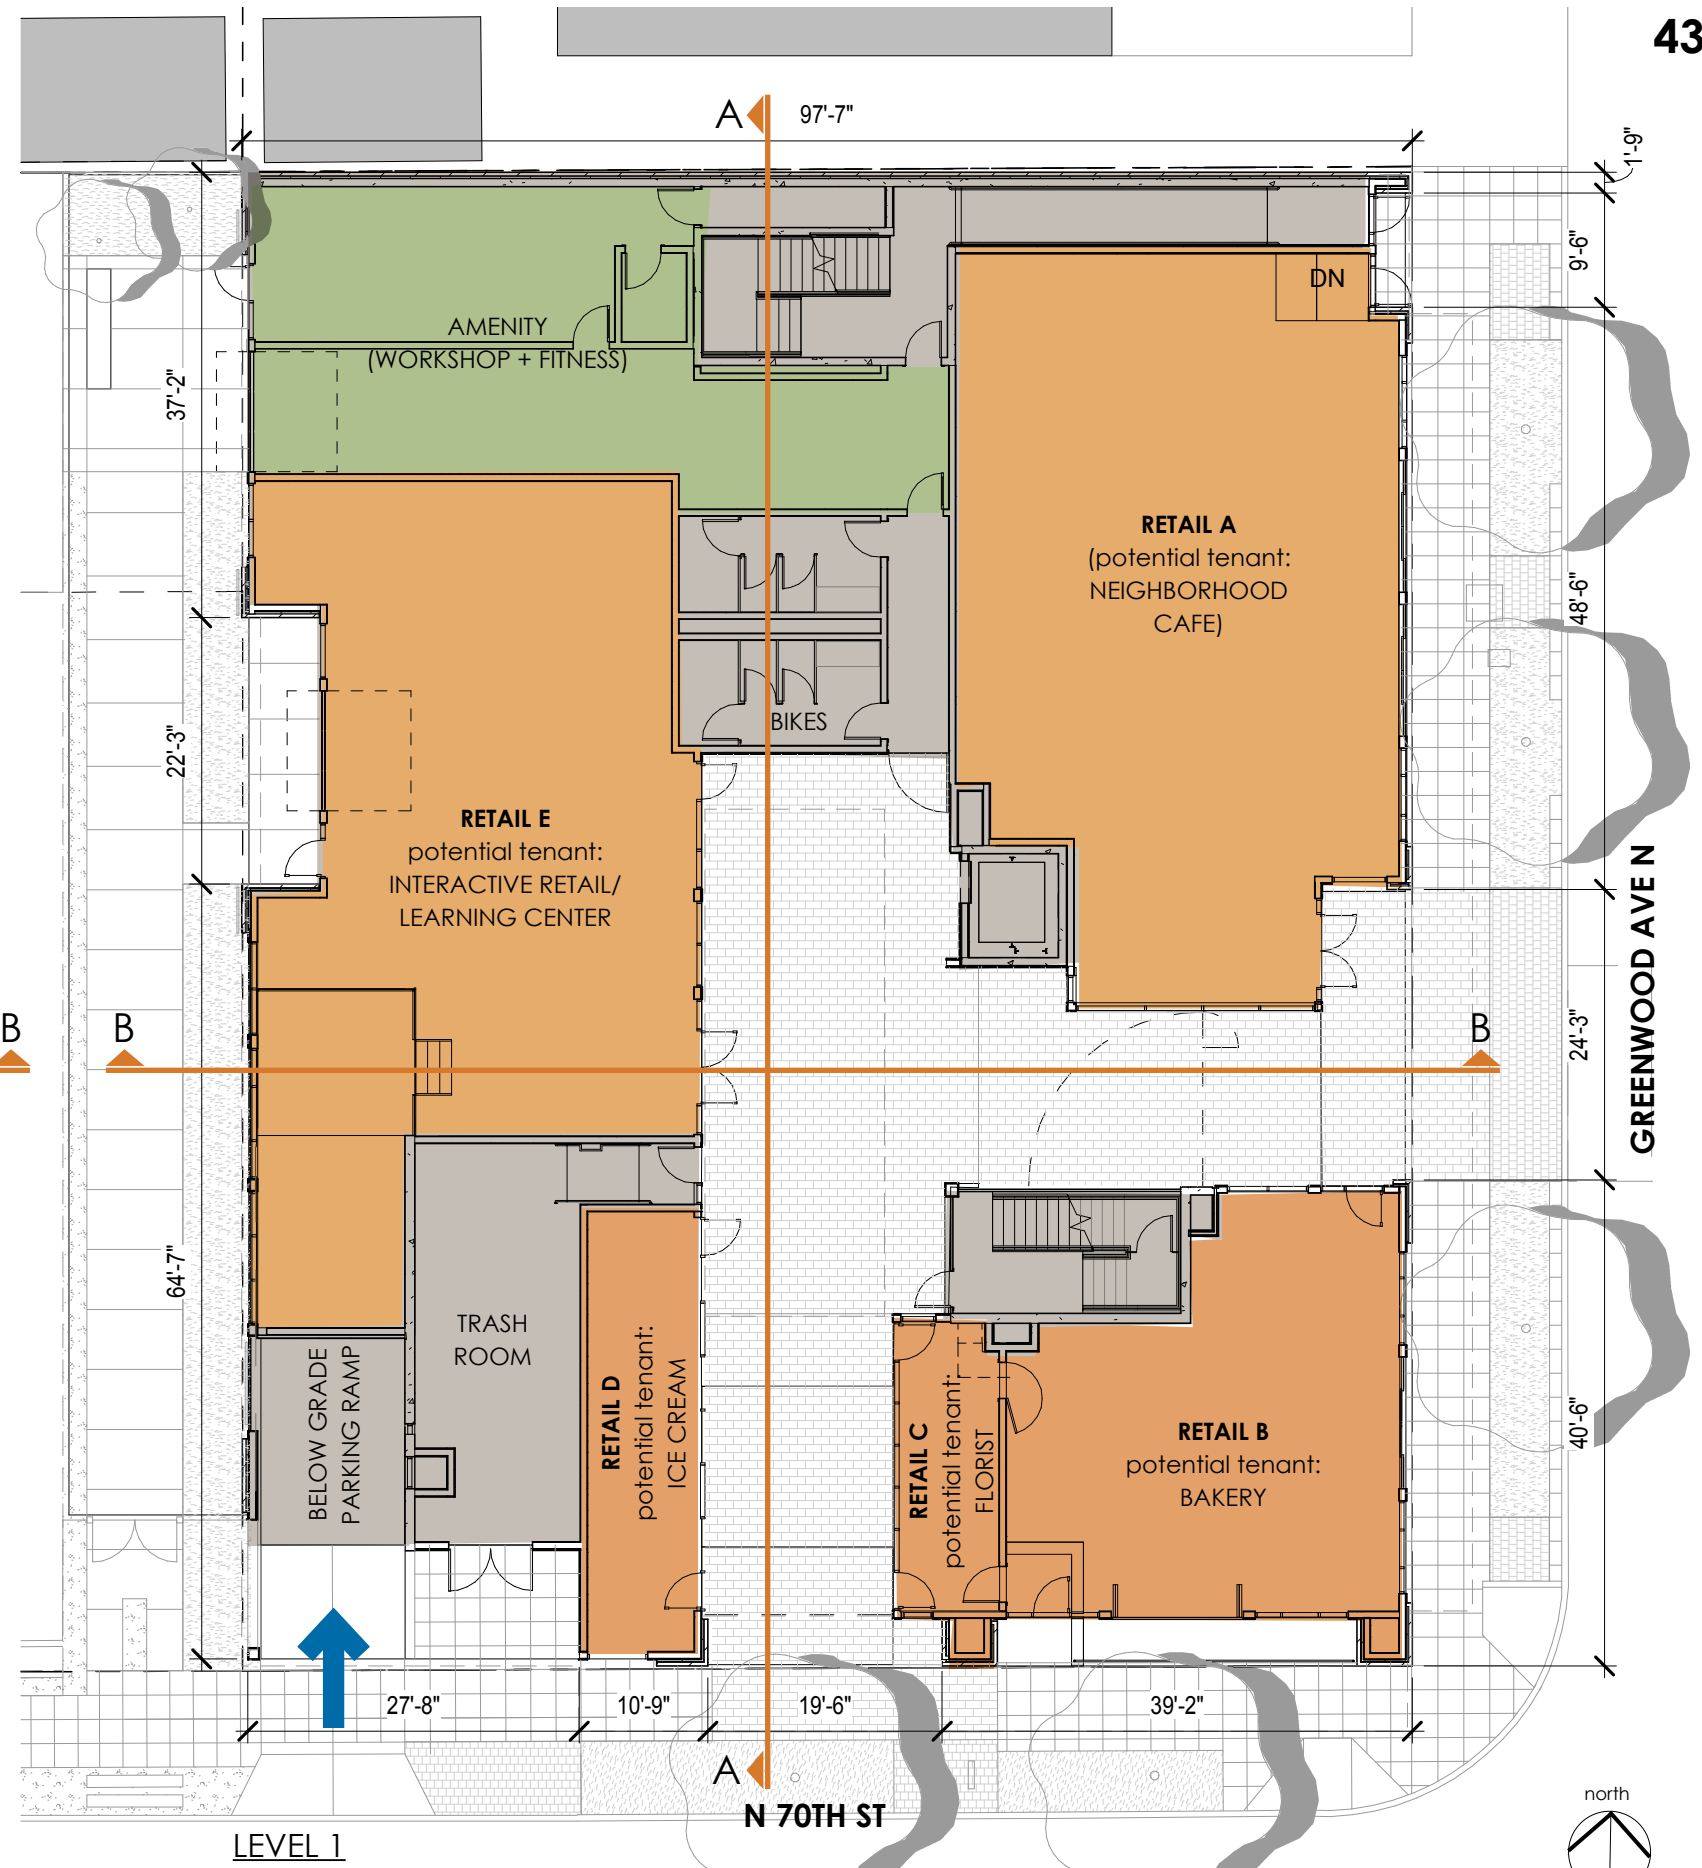 43
A
97'-7"
1'-9"
9'-6"
DN
AMENITY
(WORKSHOP + FITNESS)
37'-2"
RETAIL A
(potential tenant:
NEIGHBORHOOD
CAFE)
48'-6"
BIKES
22'-3"
RETAIL E
potential tenant:
INTERACTIVE RETAIL/
LEARNING CENTER
GREENWOOD AVE N
B
B
B
24'-3"
64'-7"
TRASH
ROOM
BELOW GRADE
PARKING RAMP
RETAIL D
potential tenant:
ICE CREAM
RETAIL C
potential tenant:
FLORIST
RETAIL B
potential tenant:
BAKERY
40'-6"
27'-8"
10'-9"
19'-6"
39'-2"
A
N 70TH ST
north
LEVEL 1